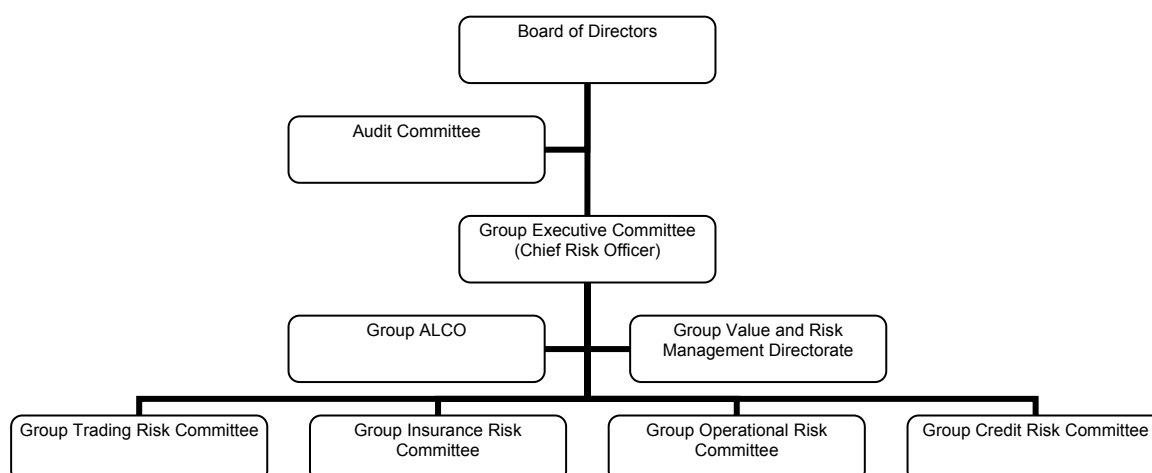 Board of Directors
Audit Committee
Group Executive Committee
(Chief Risk Officer)
Group ALCO
Group Value and Risk
Management Directorate
Group Trading Risk Committee
Group Insurance Risk
Committee
Group Operational Risk
Committee
Group Credit Risk Committee